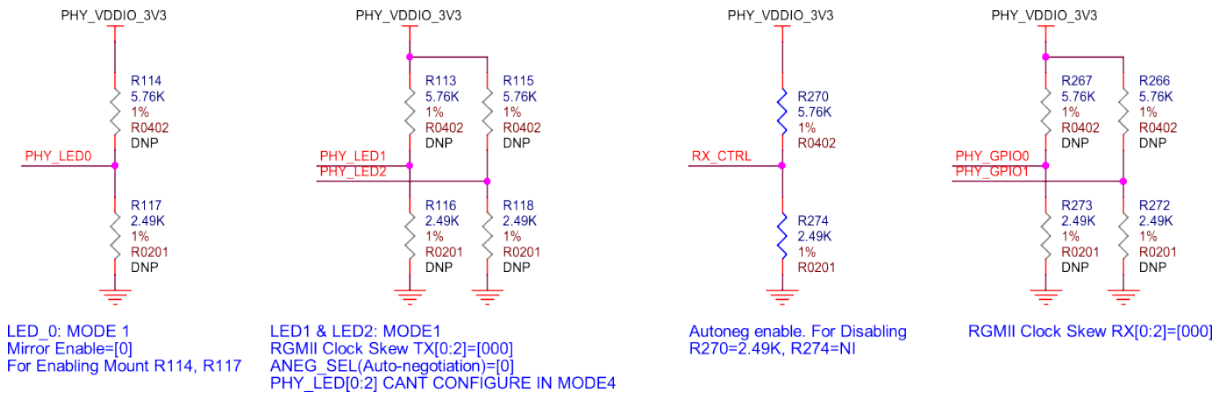 PHY_VDDIO_3V3
PHY_VDDIO_3V3
PHY_VDDIO_3V3
PHY_VDDIO_3V3
R114
5.76K
1%
R0402
DNP
PHY_LED0
R117
2.49K
1%
R0201
DNP
LED_0: MODE 1
Mirror Enable=[0]
For Enabling Mount R114, R117
R113
5.76K
1%
R0402
DNP
R115
5.76K
1%
R0402
DNP
PHY_LED1
PHY_LED2
R116
2.49K
1%
R0201
DNP
R118
2.49K
1%
R0201
DNP
LED1 & LED2: MODE1
RGMII Clock Skew TX[0:2]=[000]
ANEG_SEL(Auto-negotiation)=[0]
PHY_LED[0:2] CANT CONFIGURE IN MODE4
R270
5.76K
1%
R0402
RX_CTRL
R274
2.49K
1%
R0201
Autoneg enable. For Disabling
R270=2.49K, R274=NI
R267
5.76K
1%
R0402
DNP
R266
5.76K
1%
R0402
DNP
PHY_GPIO0
PHY_GPIO1
R273
2.49K
1%
R0201
DNP
R272
2.49K
1%
R0201
DNP
RGMII Clock Skew RX[0:2]=[000]